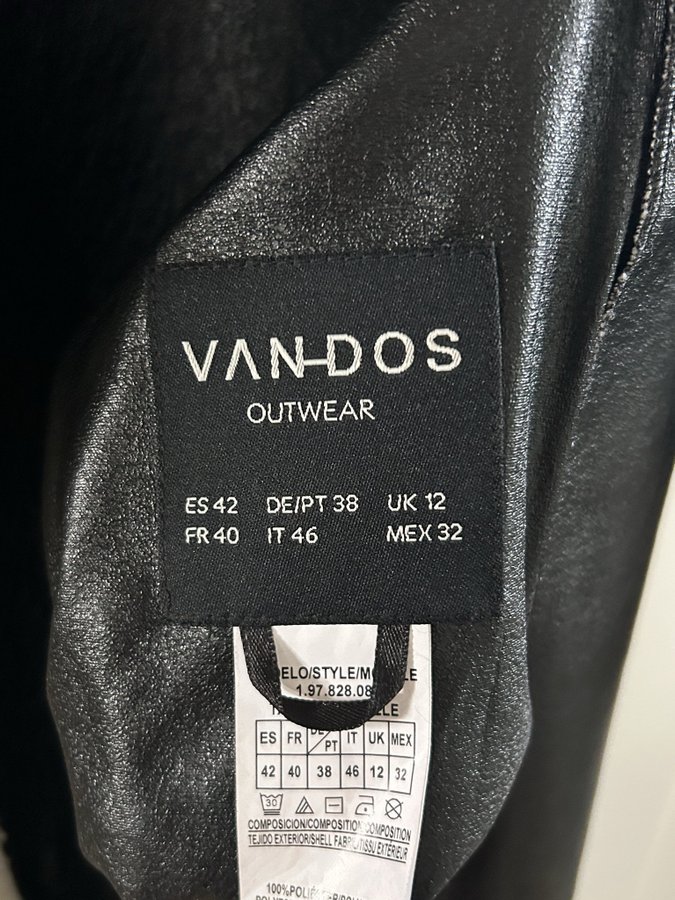 VAN-DOS
OUTWEAR
ES 42 DE/PT 38 UK 12
FR 40 IT 46 MEX 32
1.97.828.08
ES FR PT IT UK MEX
42 40 38 46 12 32
30
COMPOSICION/COMPOSITION/COMPOSITION
TEJIDO EXTERIOR/SHELL FABRIC/TISSU EXTERIEUR